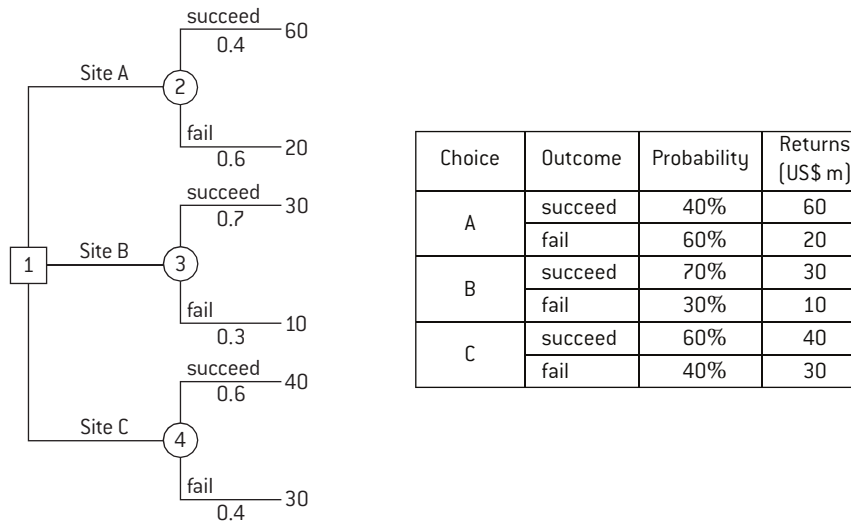 succeed
0.4
60
Site A
2
fail
0.6
20
succeed
0.7
30
Site B
1
3
fail
0.3
10
succeed
0.6
40
Site C
4
fail
0.4
30
Choice Outcome Probability Returns (US$ m)
A succeed 40% 60
fail 60% 20
B succeed 70% 30
fail 30% 10
C succeed 60% 40
fail 40% 30